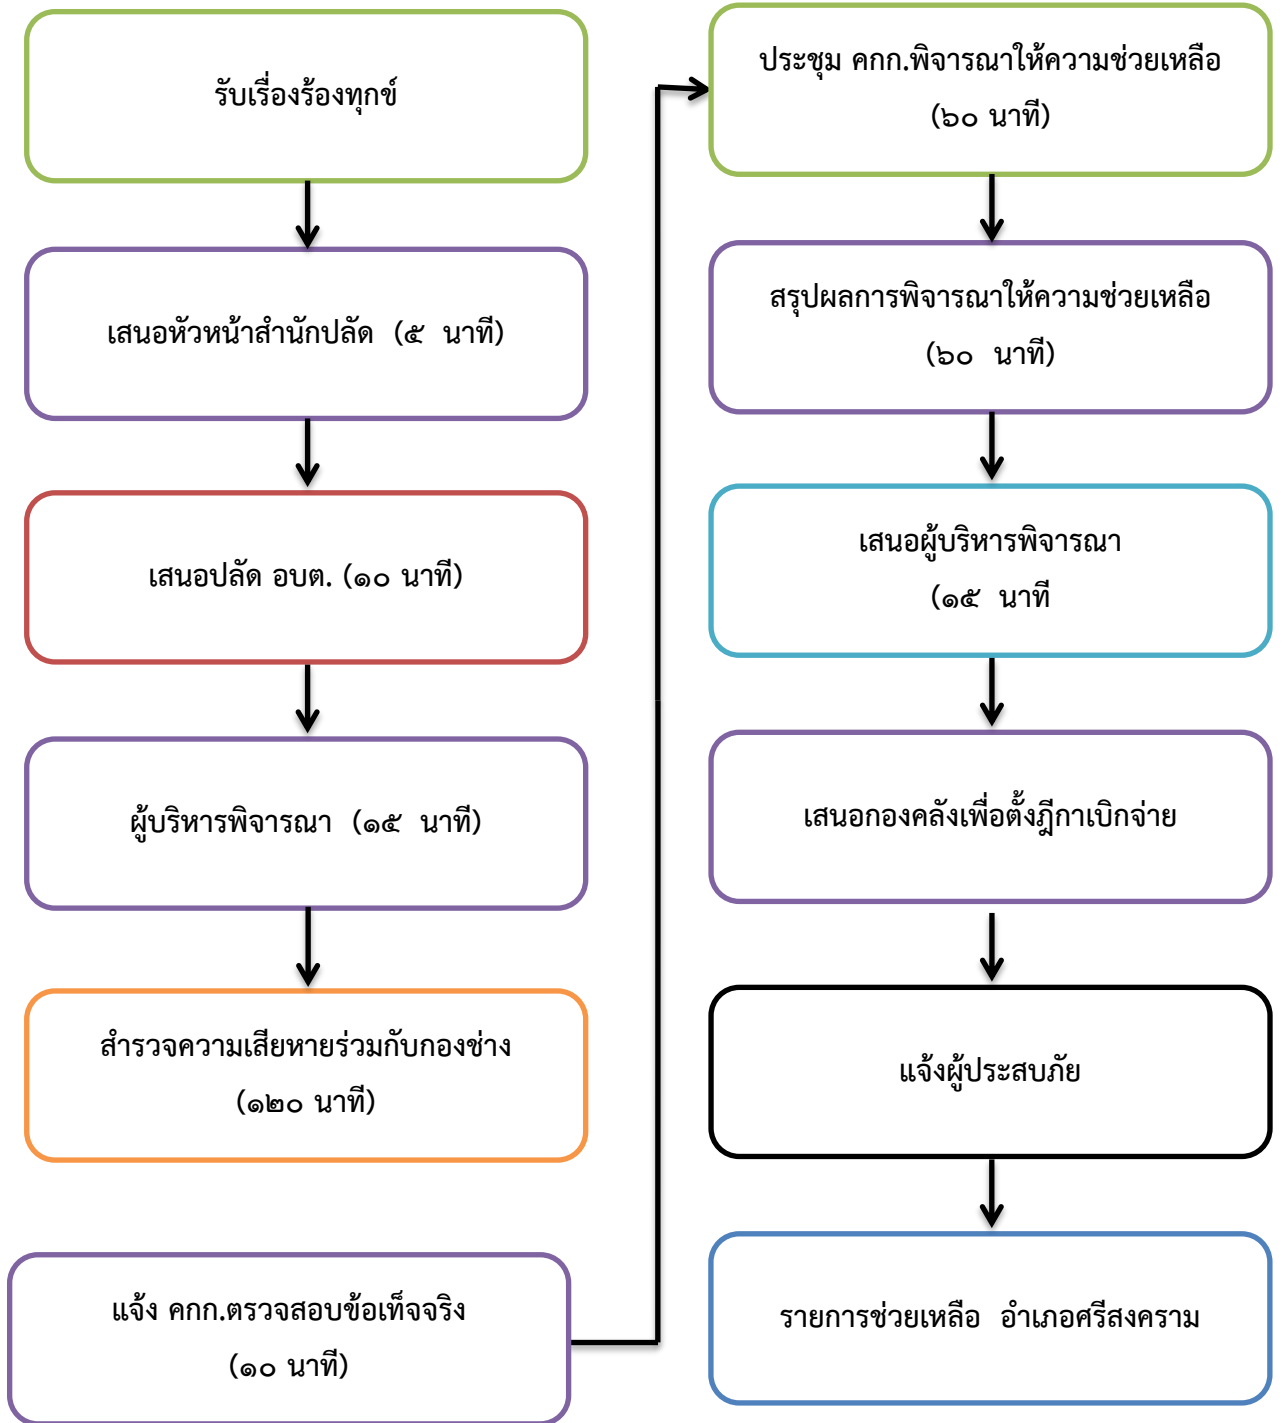 รับเรื่องร้องทุกข์
เสนอหัวหน้าสำนักปลัด (๕ นาที)
เสนอปลัด อบต. (๑๐ นาที)
ผู้บริหารพิจารณา (๑๕ นาที)
สำรวจความเสียหายร่วมกับกองช่าง
(๑๒๐ นาที)
แจ้ง คกก.ตรวจสอบข้อเท็จจริง
(๑๐ นาที)
ประชุม คกก.พิจารณาให้ความช่วยเหลือ
(๖๐ นาที)
สรุปผลการพิจารณาให้ความช่วยเหลือ
(๖๐ นาที)
เสนอผู้บริหารพิจารณา
(๑๕ นาที
เสนอกองคลังเพื่อตั้งฎีกาเบิกจ่าย
แจ้งผู้ประสบภัย
รายการช่วยเหลือ อำเภอศรีสงคราม